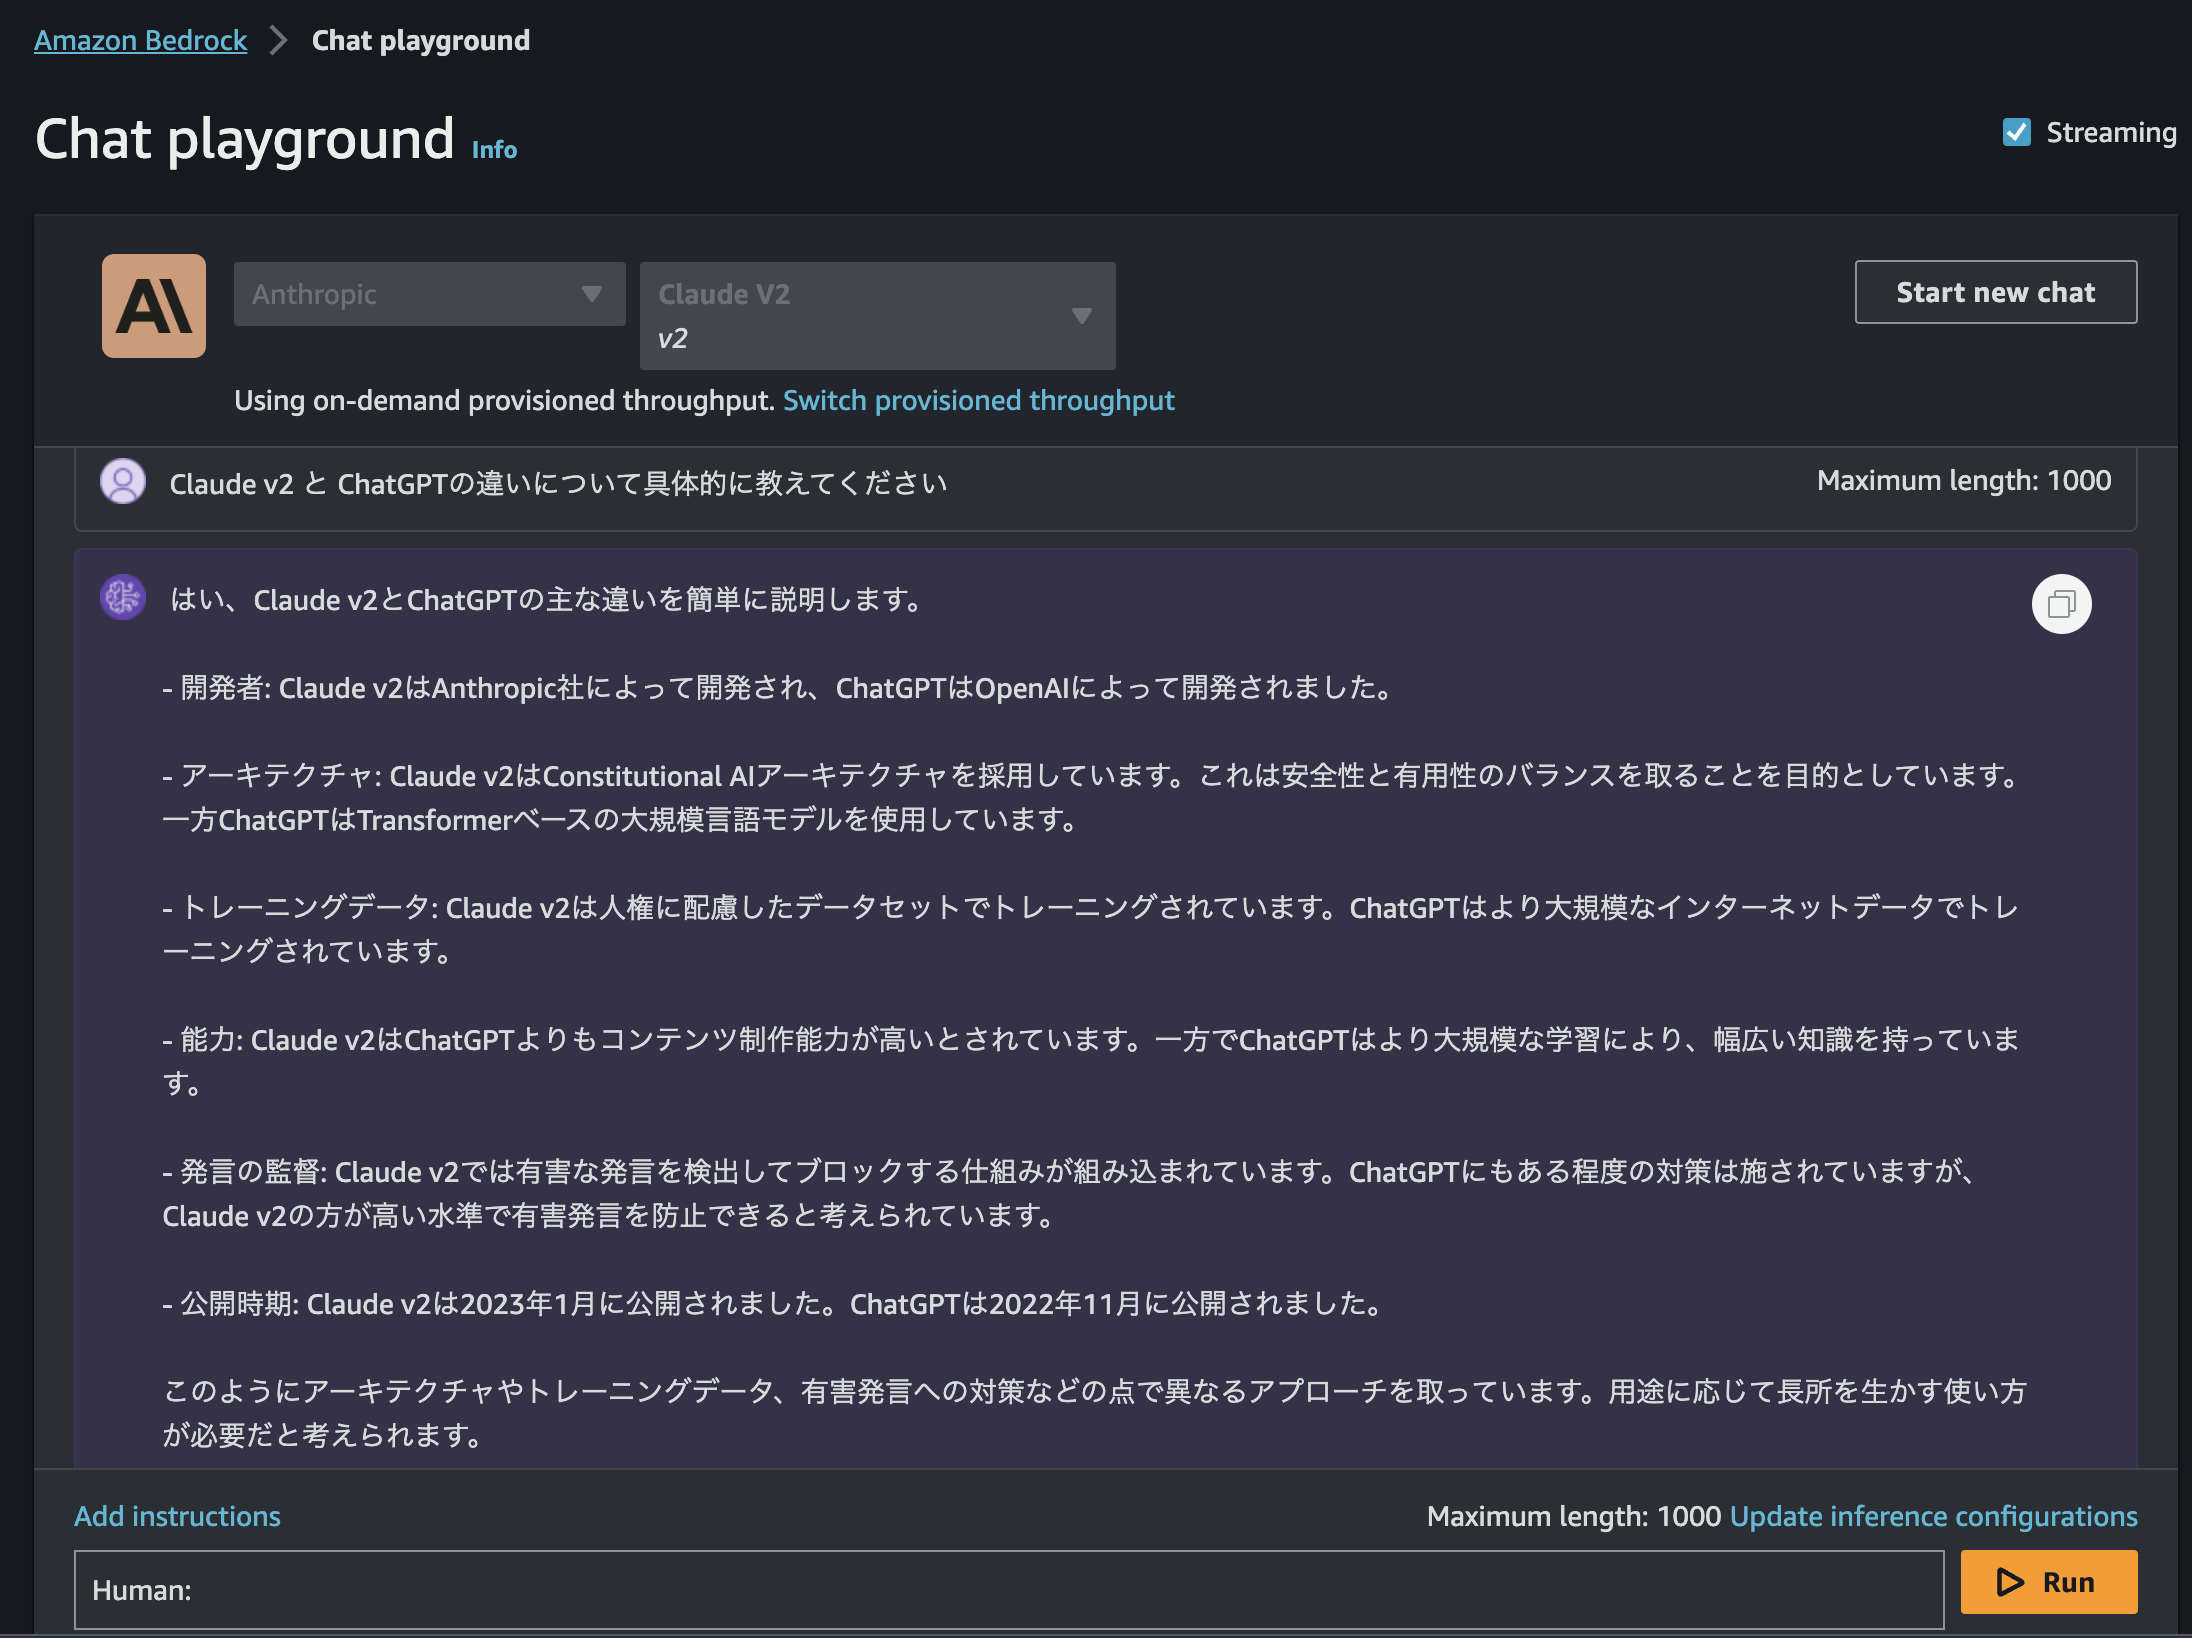 Amazon Bedrock > Chat playground
Chat playground Info
Streaming
Anthropic
Claude V2
v2
Start new chat
Using on-demand provisioned throughput. Switch provisioned throughput
Claude v2 と ChatGPTの違いについて具体的に教えてください
Maximum length: 1000
はい、Claude v2とChatGPTの主な違いを簡単に説明します。
- 開発者: Claude v2はAnthropic社によって開発され、ChatGPTはOpenAIによって開発されました。
- アーキテクチャ: Claude v2はConstitutional AIアーキテクチャを採用しています。これは安全性と有用性のバランスを取ることを目的としています。
一方ChatGPTはTransformerベースの大規模言語モデルを使用しています。
- トレーニングデータ: Claude v2は人権に配慮したデータセットでトレーニングされています。ChatGPTはより大規模なインターネットデータでトレ
ーニングされています。
- 能力: Claude v2はChatGPTよりもコンテンツ制作能力が高いとされています。一方でChatGPTはより大規模な学習により、幅広い知識を持っていま
す。
- 発言の監督: Claude v2では有害な発言を検出してブロックする仕組みが組み込まれています。ChatGPTにもある程度の対策は施されていますが、
Claude v2の方が高い水準で有害発言を防止できると考えられています。
- 公開時期: Claude v2は2023年1月に公開されました。ChatGPTは2022年11月に公開されました。
このようにアーキテクチャやトレーニングデータ、有害発言への対策などの点で異なるアプローチを取っています。用途に応じて長所を生かす使い方
が必要だと考えられます。
Add instructions
Maximum length: 1000 Update inference configurations
Human:
Run